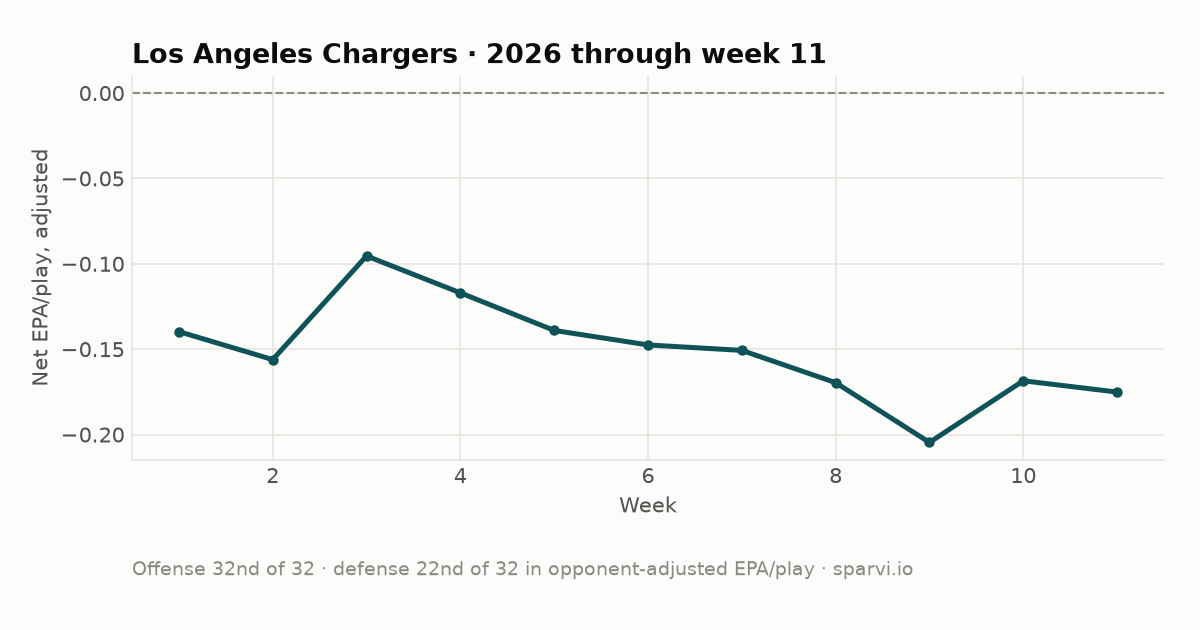 Los Angeles Chargers · 2026 through week 11
Net EPA/play, adjusted
0.00
−0.05
−0.10
−0.15
−0.20
2 4 6 8 10
Week
Offense 32nd of 32 · defense 22nd of 32 in opponent-adjusted EPA/play · sparvi.io